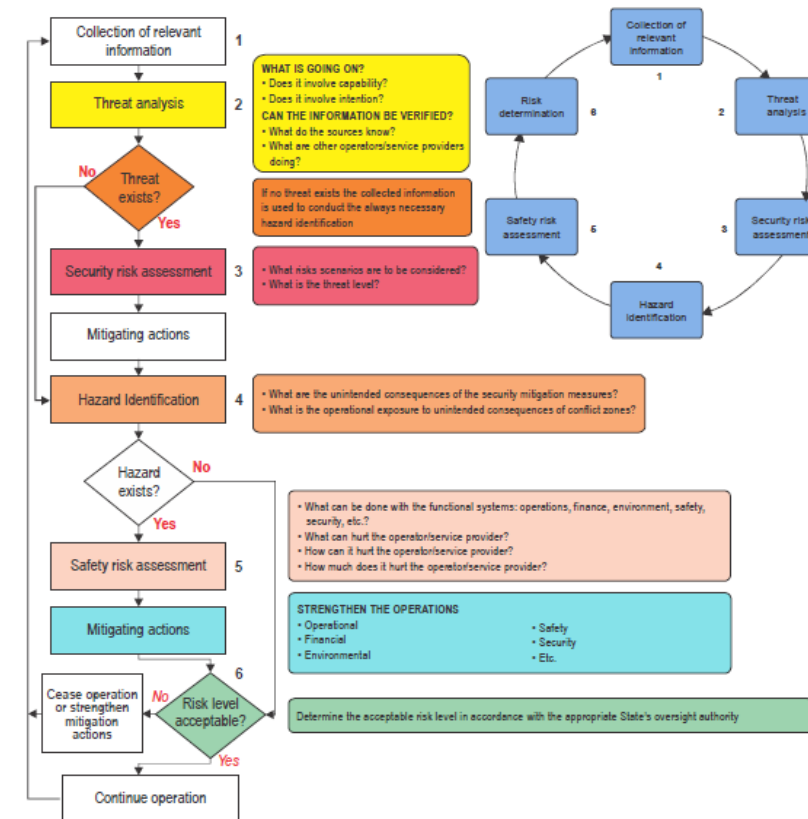 Collection of relevant
information
1
Threat analysis
2
WHAT IS GOING ON?
• Does it involve capability?
• Does it involve intention?
CAN THE INFORMATION BE VERIFIED?
• What do the sources know?
• What are other operators/service providers
doing?
No
Threat
exists?
Yes
If no threat exists the collected information
is used to conduct the always necessary
hazard identification
Security risk assessment
3
• What risks scenarios are to be considered?
• What is the threat level?
Mitigating actions
Hazard Identification
4
• What are the unintended consequences of the security mitigation measures?
• What is the operational exposure to unintended consequences of conflict zones?
Hazard
exists?
No
Yes
• What can be done with the functional systems: operations, finance, environment, safety,
security, etc.?
• What can hurt the operator/service provider?
• How can it hurt the operator/service provider?
• How much does it hurt the operator/service provider?
Safety risk assessment
5
Mitigating actions
STRENGTHEN THE OPERATIONS
• Operational
• Financial
• Environmental
• Safety
• Security
• Etc.
6
Cease operation
or strengthen
mitigation
actions
No
Risk level
acceptable?
Yes
Determine the acceptable risk level in accordance with the appropriate State's oversight authority
Continue operation
Collection of
relevant
information
1
Threat
analysis
2
Security risk
assessment
3
Hazard
Identification
4
Safety risk
assessment
5
Risk
determination
6